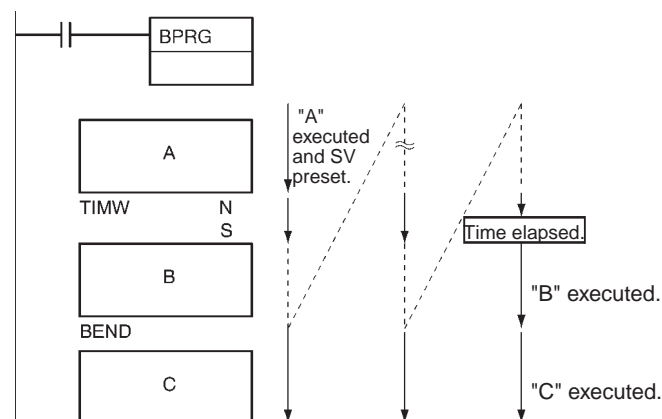 BPRG
"A"
executed
and SV
preset.
A
TIMW N
S
Time elapsed.
B
"B" executed.
BEND
C
"C" executed.